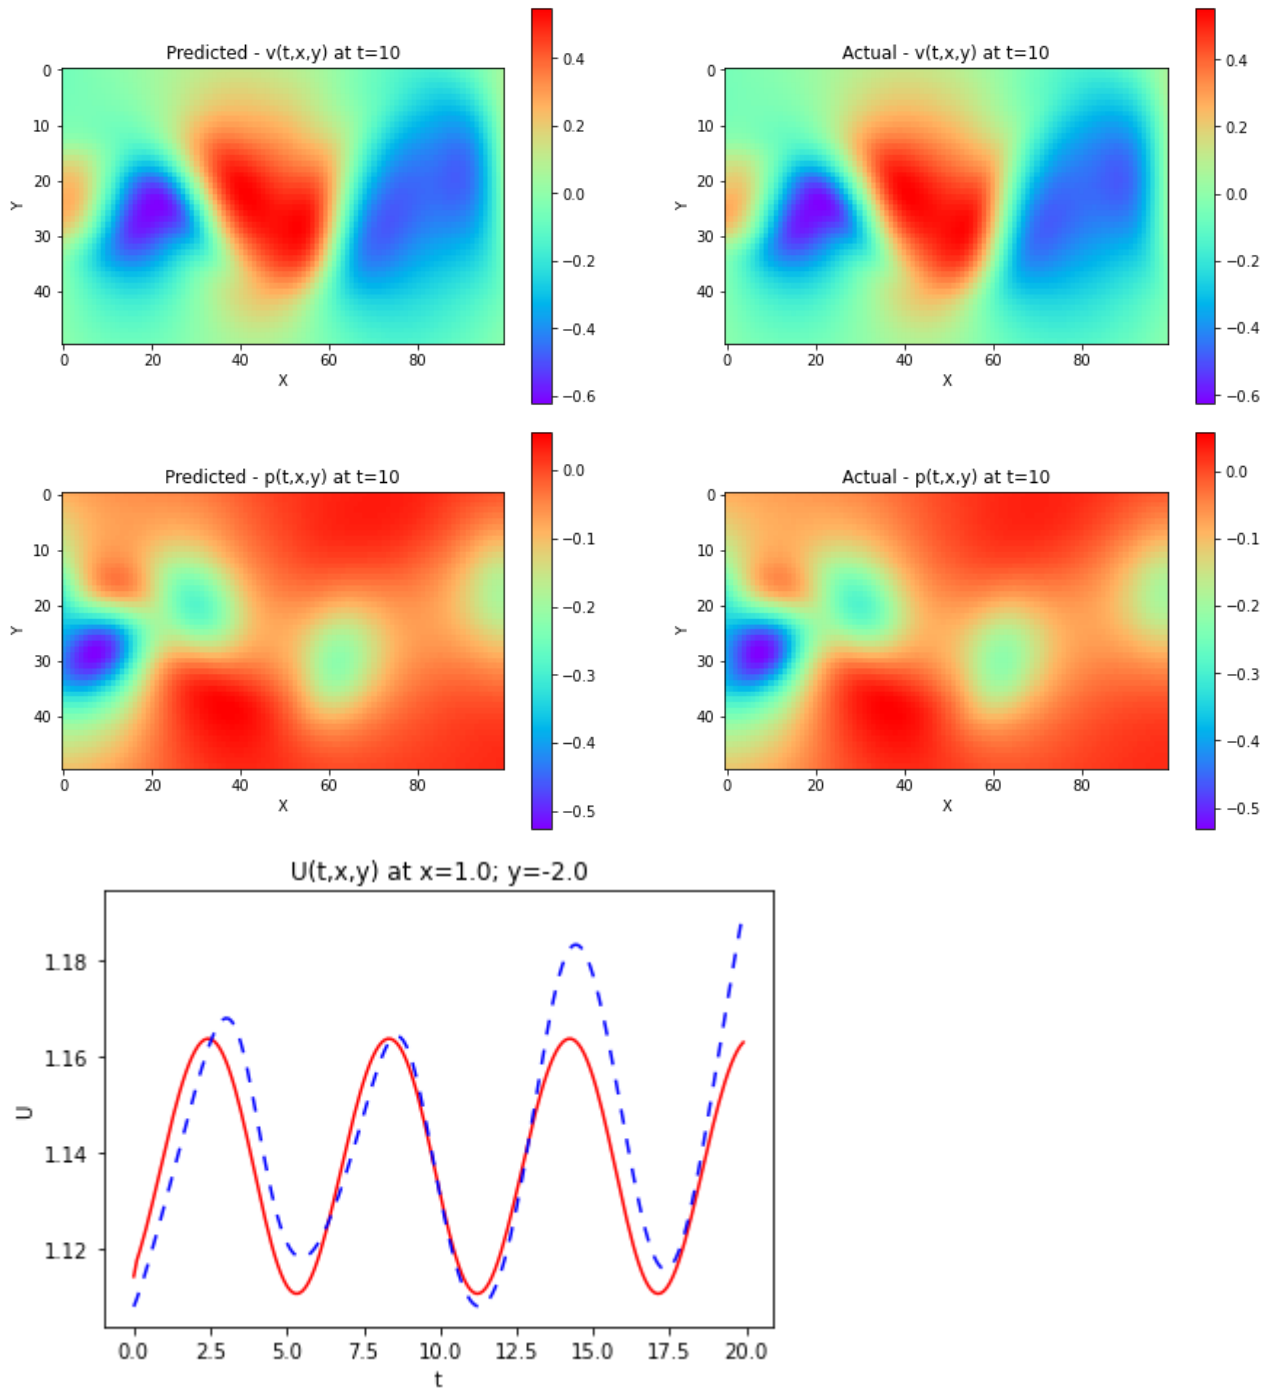 Predicted - v(t,x,y) at t=10
0
10
20
30
40
Y
0 20 40 60 80
X
0.4
0.2
0.0
−0.2
−0.4
−0.6
Actual - v(t,x,y) at t=10
0
10
20
30
40
Y
0 20 40 60 80
X
0.4
0.2
0.0
−0.2
−0.4
−0.6
Predicted - p(t,x,y) at t=10
0
10
20
30
40
Y
0 20 40 60 80
X
0.0
−0.1
−0.2
−0.3
−0.4
−0.5
Actual - p(t,x,y) at t=10
0
10
20
30
40
Y
0 20 40 60 80
X
0.0
−0.1
−0.2
−0.3
−0.4
−0.5
U(t,x,y) at x=1.0; y=-2.0
1.18
1.16
1.14
1.12
U
0.0 2.5 5.0 7.5 10.0 12.5 15.0 17.5 20.0
t